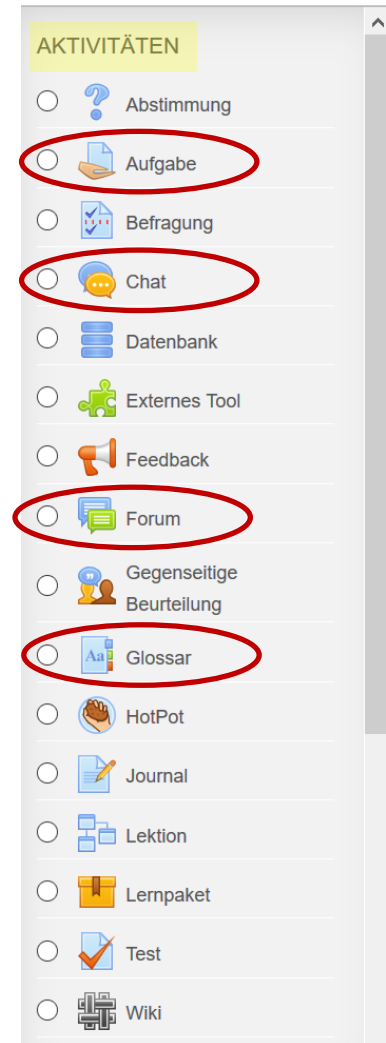 AKTIVITÄTEN
Abstimmung
Aufgabe
Befragung
Chat
Datenbank
Externes Tool
Feedback
Forum
Gegenseitige
Beurteilung
Aa Glossar
HotPot
Journal
Lektion
Lernpaket
Test
Wiki